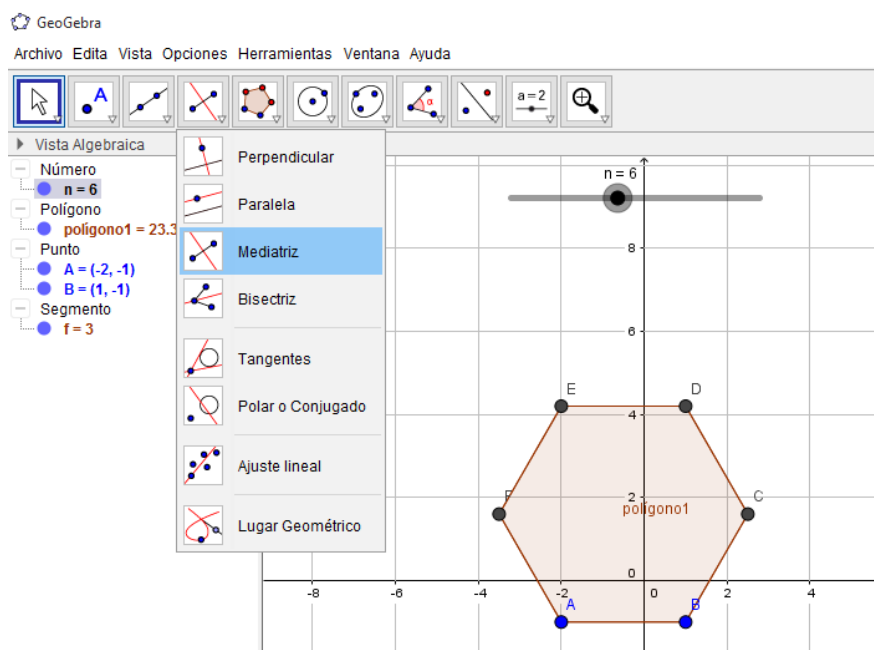 GeoGebra
Archivo Edita Vista Opciones Herramientas Ventana Ayuda
A
α
a=2
Vista Algebraica
Número
n = 6
Polígono
polígono1 = 23.3
Punto
A = (-2, -1)
B = (1, -1)
Segmento
f = 3
Perpendicular
Paralela
Mediatriz
Bisectriz
Tangentes
Polar o Conjugado
Ajuste lineal
Lugar Geométrico
n = 6
8
6
E
D
4
F
2
C
polígono1
0
-8
-6
-4
-2
0
2
4
A
B